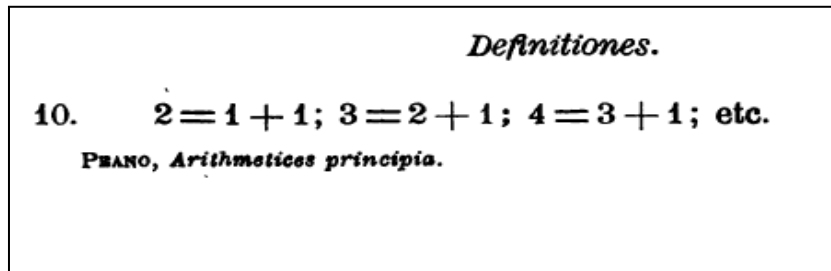 Definitiones.
10. 2 = 1 + 1; 3 = 2 + 1; 4 = 3 + 1; etc.
PEANO, Arithmetices principia.